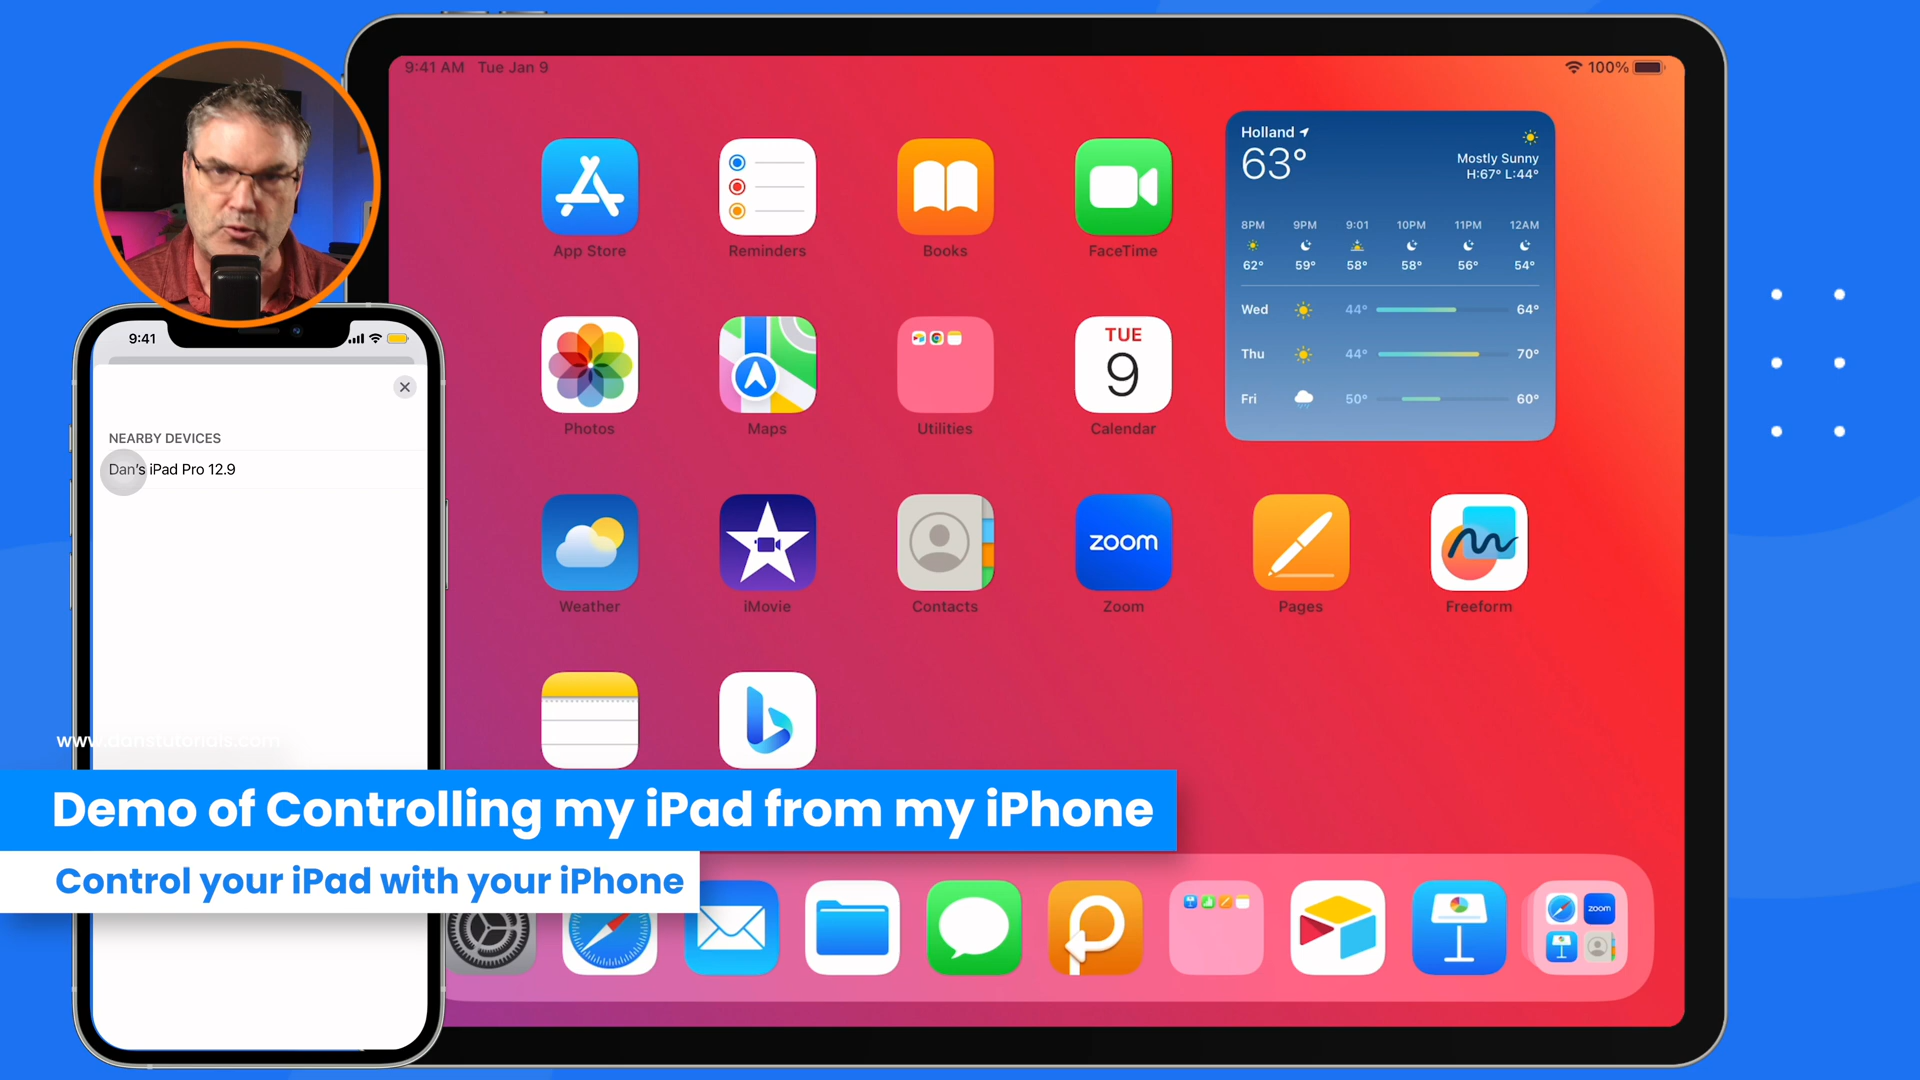 9:41 AM Tue Jan 9
100%
App Store
Reminders
Books
FaceTime
Holland
63°
Mostly Sunny
H:67° L:44°
8PM 9PM 9:01 10PM 11PM 12AM
62° 59° 58° 58° 56° 54°
Wed 44° 64°
Thu 44° 70°
Fri 50° 60°
Photos
Maps
Utilities
TUE
9
Calendar
Weather
iMovie
Contacts
zoom
Zoom
Pages
Freeform
9:41
NEARBY DEVICES
Dan's iPad Pro 12.9
www.danstutorials.com
Demo of Controlling my iPad from my iPhone
Control your iPad with your iPhone
zoom